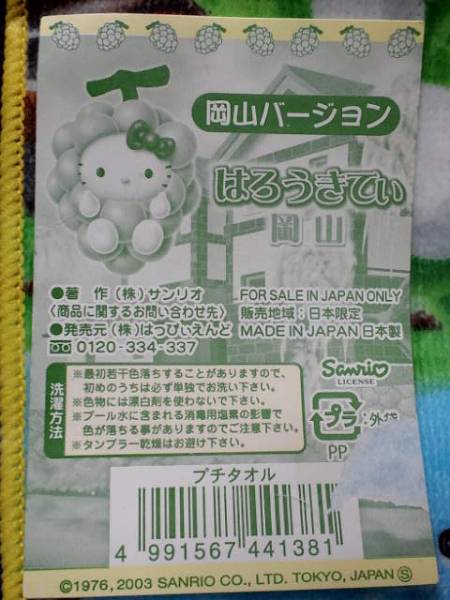 岡山バージョン
はろうきてぃ
岡山
●著 作 (株) サンリオ
〈商品に関するお問い合わせ先〉
●発売元 (株) はっぴいえんど
0120-334-337
FOR SALE IN JAPAN ONLY
販売地域:日本限定
MADE IN JAPAN 日本製
Sanrio
LICENSE
洗濯方法
※最初若干色落ちすることがありますので、
初めのうちは必ず単独でお洗い下さい。
※色物には漂白剤を使わないで下さい。
※プール水に含まれる消毒用塩素の影響で
色が落ちる事がありますのでご注意下さい。
※タンブラー乾燥はお避け下さい。
プラ
:外袋
PP
プチタオル
4 991567 441381
©1976, 2003 SANRIO CO., LTD. TOKYO, JAPAN Ⓢ